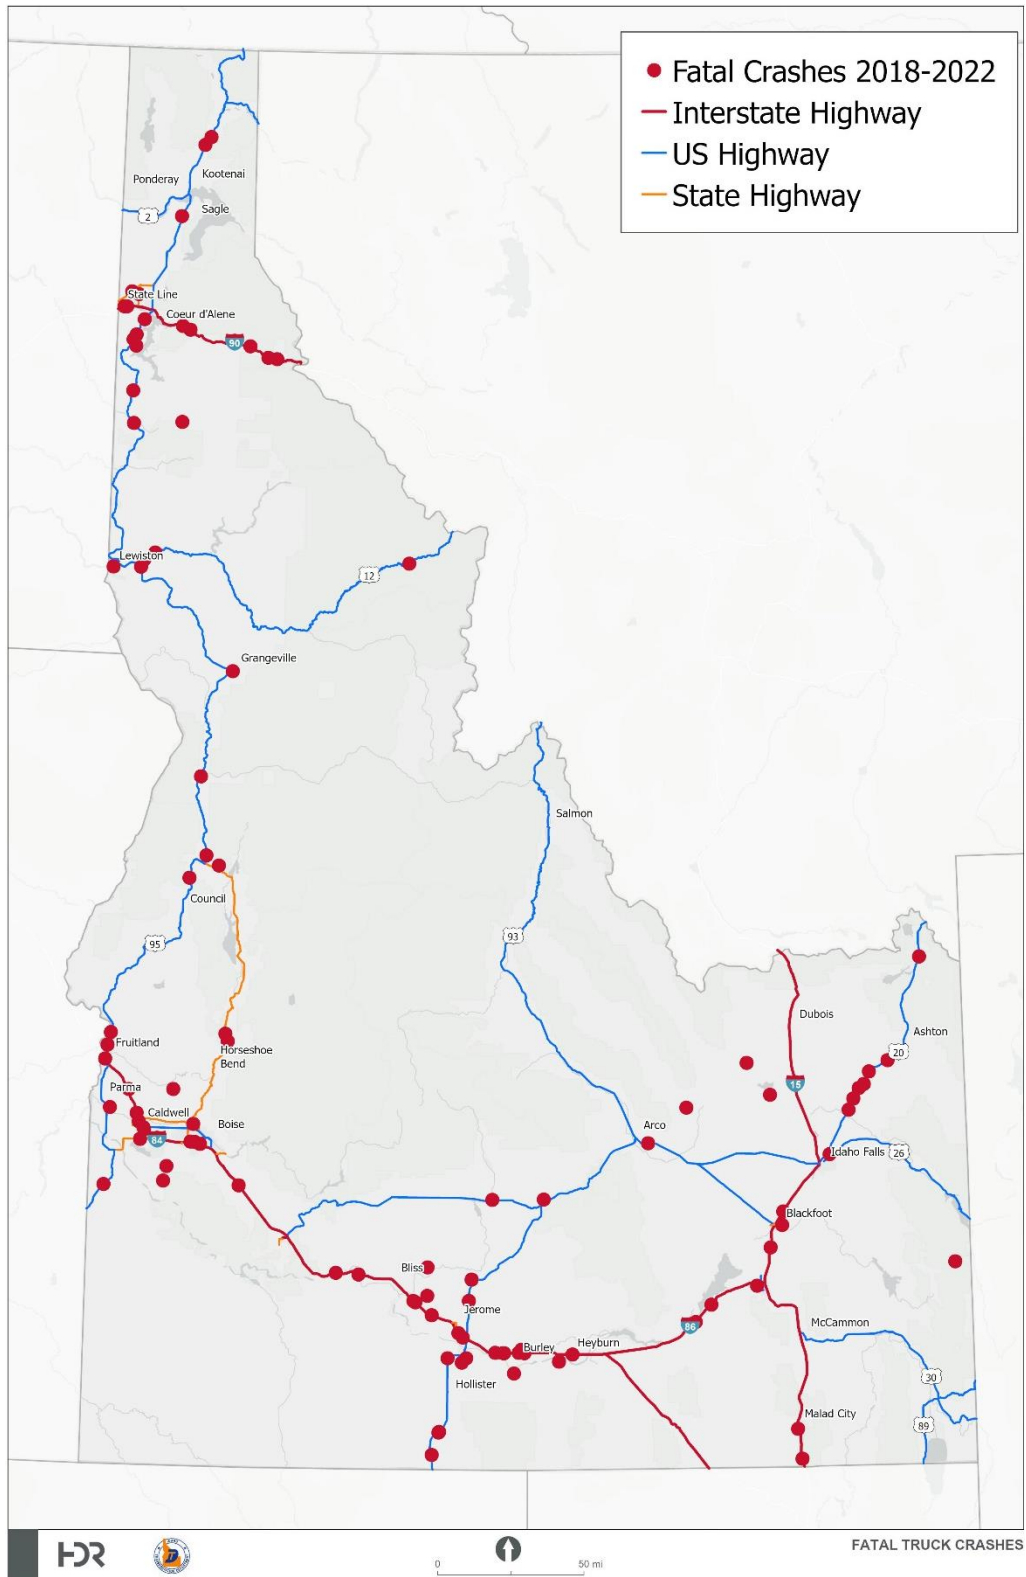 Fatal Crashes 2018-2022
Interstate Highway
US Highway
State Highway
Ponderay
Kootenai
2
Sagle
State Line
Coeur d'Alene
90
Lewiston
12
Grangeville
Salmon
Council
95
93
Dubois
Ashton
20
Fruitland
Horseshoe
Bend
15
Parma
Caldwell
Boise
84
Arco
Idaho Falls
26
Blackfoot
Bliss
Jerome
McCammon
86
Burley
Heyburn
Hollister
30
Malad City
89
HDR
0
50 mi
FATAL TRUCK CRASHES